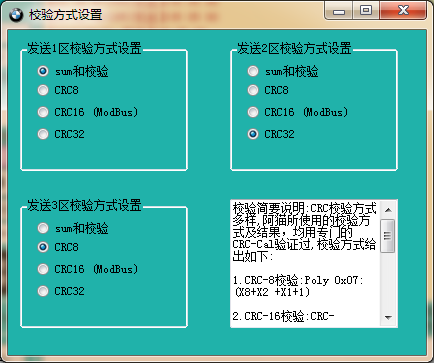 校验方式设置
发送1区校验方式设置
sum和校验
CRC8
CRC16 (ModBus)
CRC32
发送2区校验方式设置
sum和校验
CRC8
CRC16 (ModBus)
CRC32
发送3区校验方式设置
sum和校验
CRC8
CRC16 (ModBus)
CRC32
校验简要说明:CRC校验方式
多样,阿猫所使用的校验方
式及结果，均用专门的
CRC-Cal验证过,校验方式给
出如下:
1.CRC-8校验:Poly 0x07:
(X8+X2 +X1+1)
2.CRC-16校验:CRC-